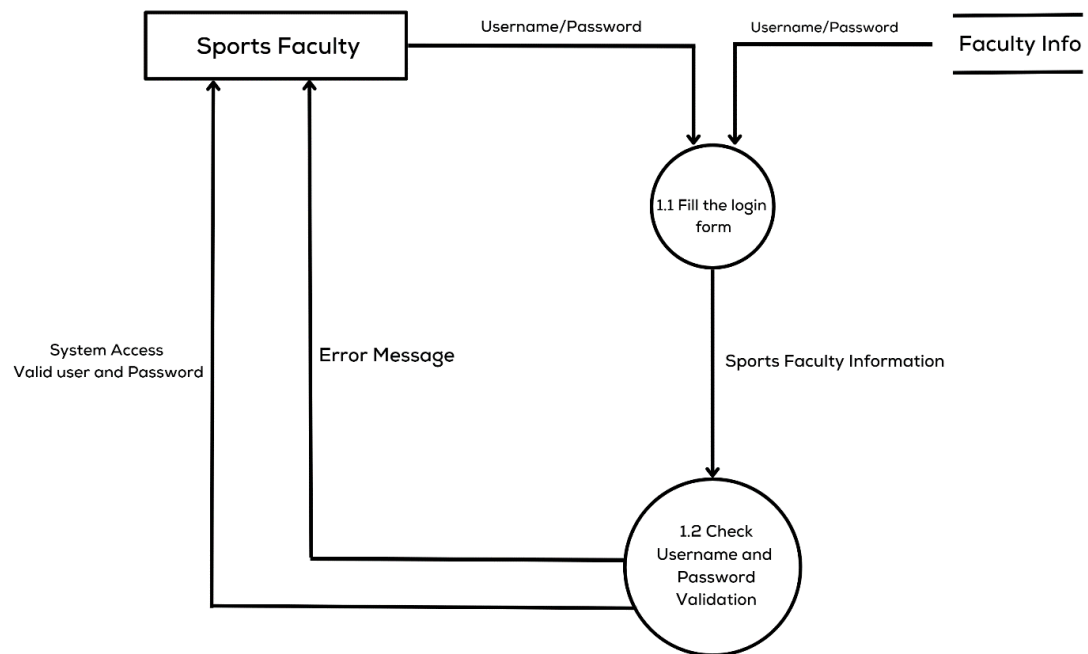 Username/Password
Username/Password
Sports Faculty
Faculty Info
1.1 Fill the login
form
System Access
Valid user and Password
Error Message
Sports Faculty Information
1.2 Check
Username and
Password
Validation